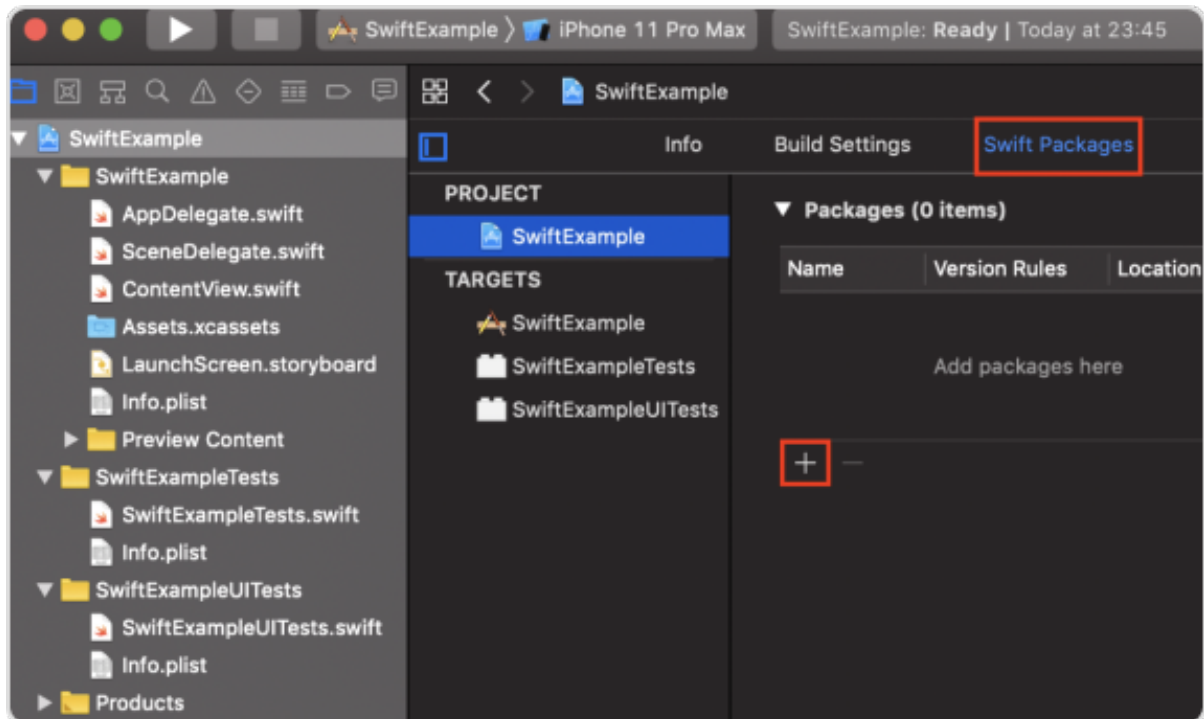 SwiftExample 〉 iPhone 11 Pro Max
SwiftExample: Ready | Today at 23:45
SwiftExample
SwiftExample
AppDelegate.swift
SceneDelegate.swift
ContentView.swift
Assets.xcassets
LaunchScreen.storyboard
Info.plist
Preview Content
SwiftExampleTests
SwiftExampleTests.swift
Info.plist
SwiftExampleUITests
SwiftExampleUITests.swift
Info.plist
Products
SwiftExample
Info Build Settings Swift Packages
PROJECT
SwiftExample
TARGETS
SwiftExample
SwiftExampleTests
SwiftExampleUITests
Packages (0 items)
Name Version Rules Location
Add packages here